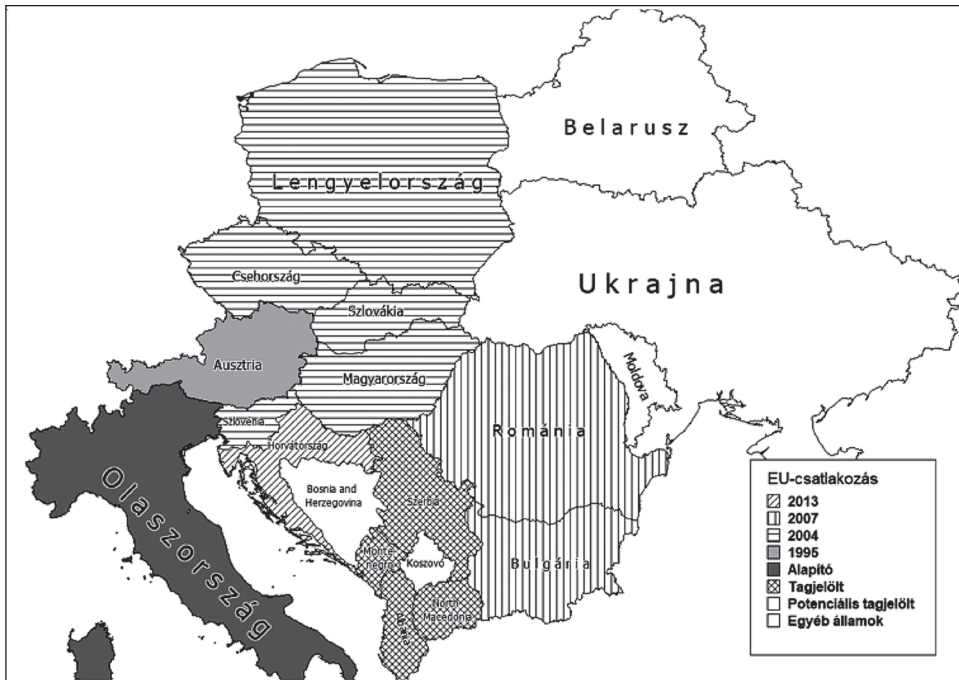 Belarusz
Lengyelország
Ukrajna
Csehország
Szlovákia
Ausztria
Magyarország
Moldova
Szlovénia
Horvátország
Románia
Bosnia and
Herzegovina
Szerbia
Monte-
negró
Koszovó
Bulgária
North
Macedonia
Olaszország
EU-csatlakozás
2013
2007
2004
1995
Alapító
Tagjelölt
Potenciális tagjelölt
Egyéb államok